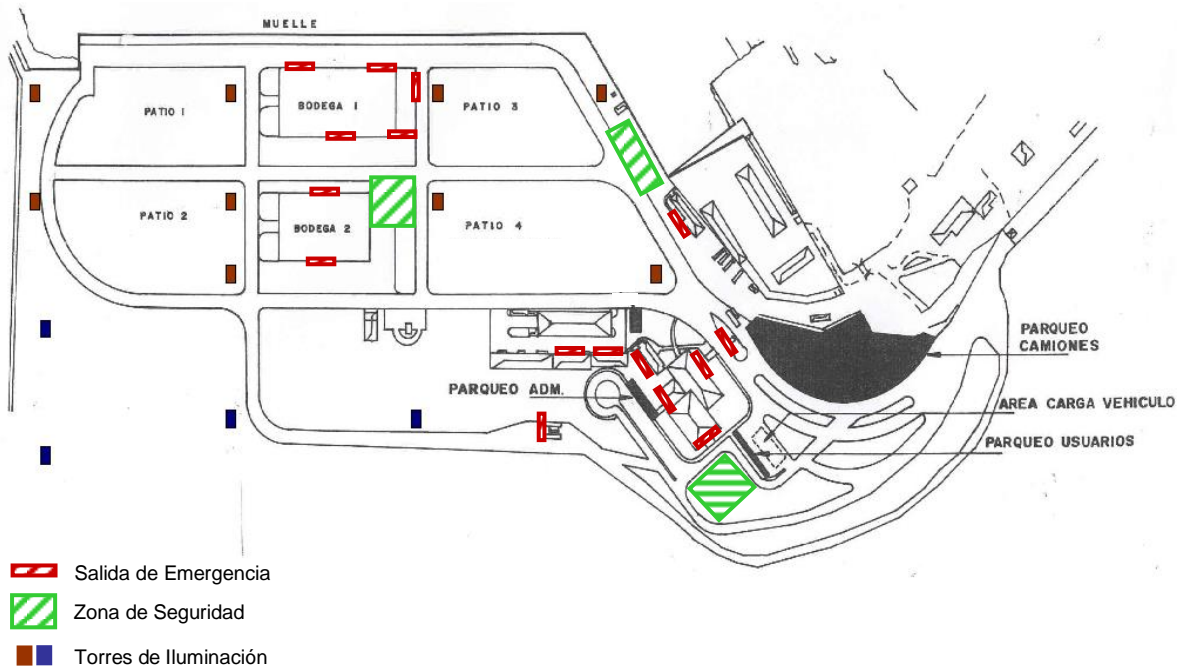 MUELLE
PATIO 1
BODEGA 1
PATIO 3
PATIO 2
BODEGA 2
PATIO 4
PARQUEO
CAMIONES
PARQUEO ADM.
AREA CARGA VEHICULO
PARQUEO USUARIOS
Salida de Emergencia
Zona de Seguridad
Torres de Iluminación